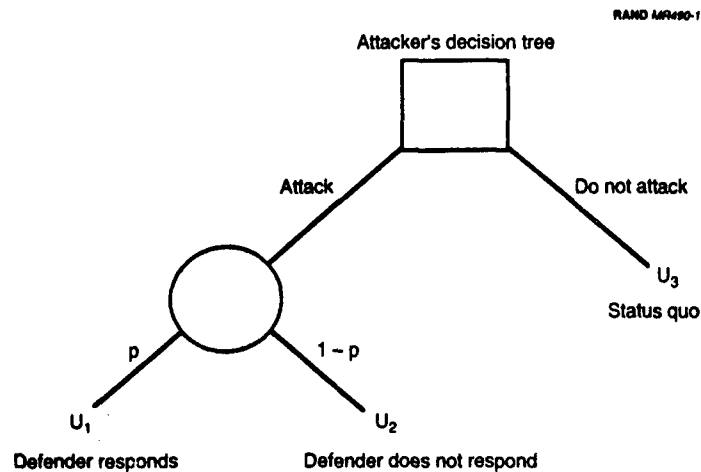 RAND MR490-1
Attacker's decision tree
Attack
Do not attack
U₃
Status quo
p
1 – p
U₁
U₂
Defender responds
Defender does not respond